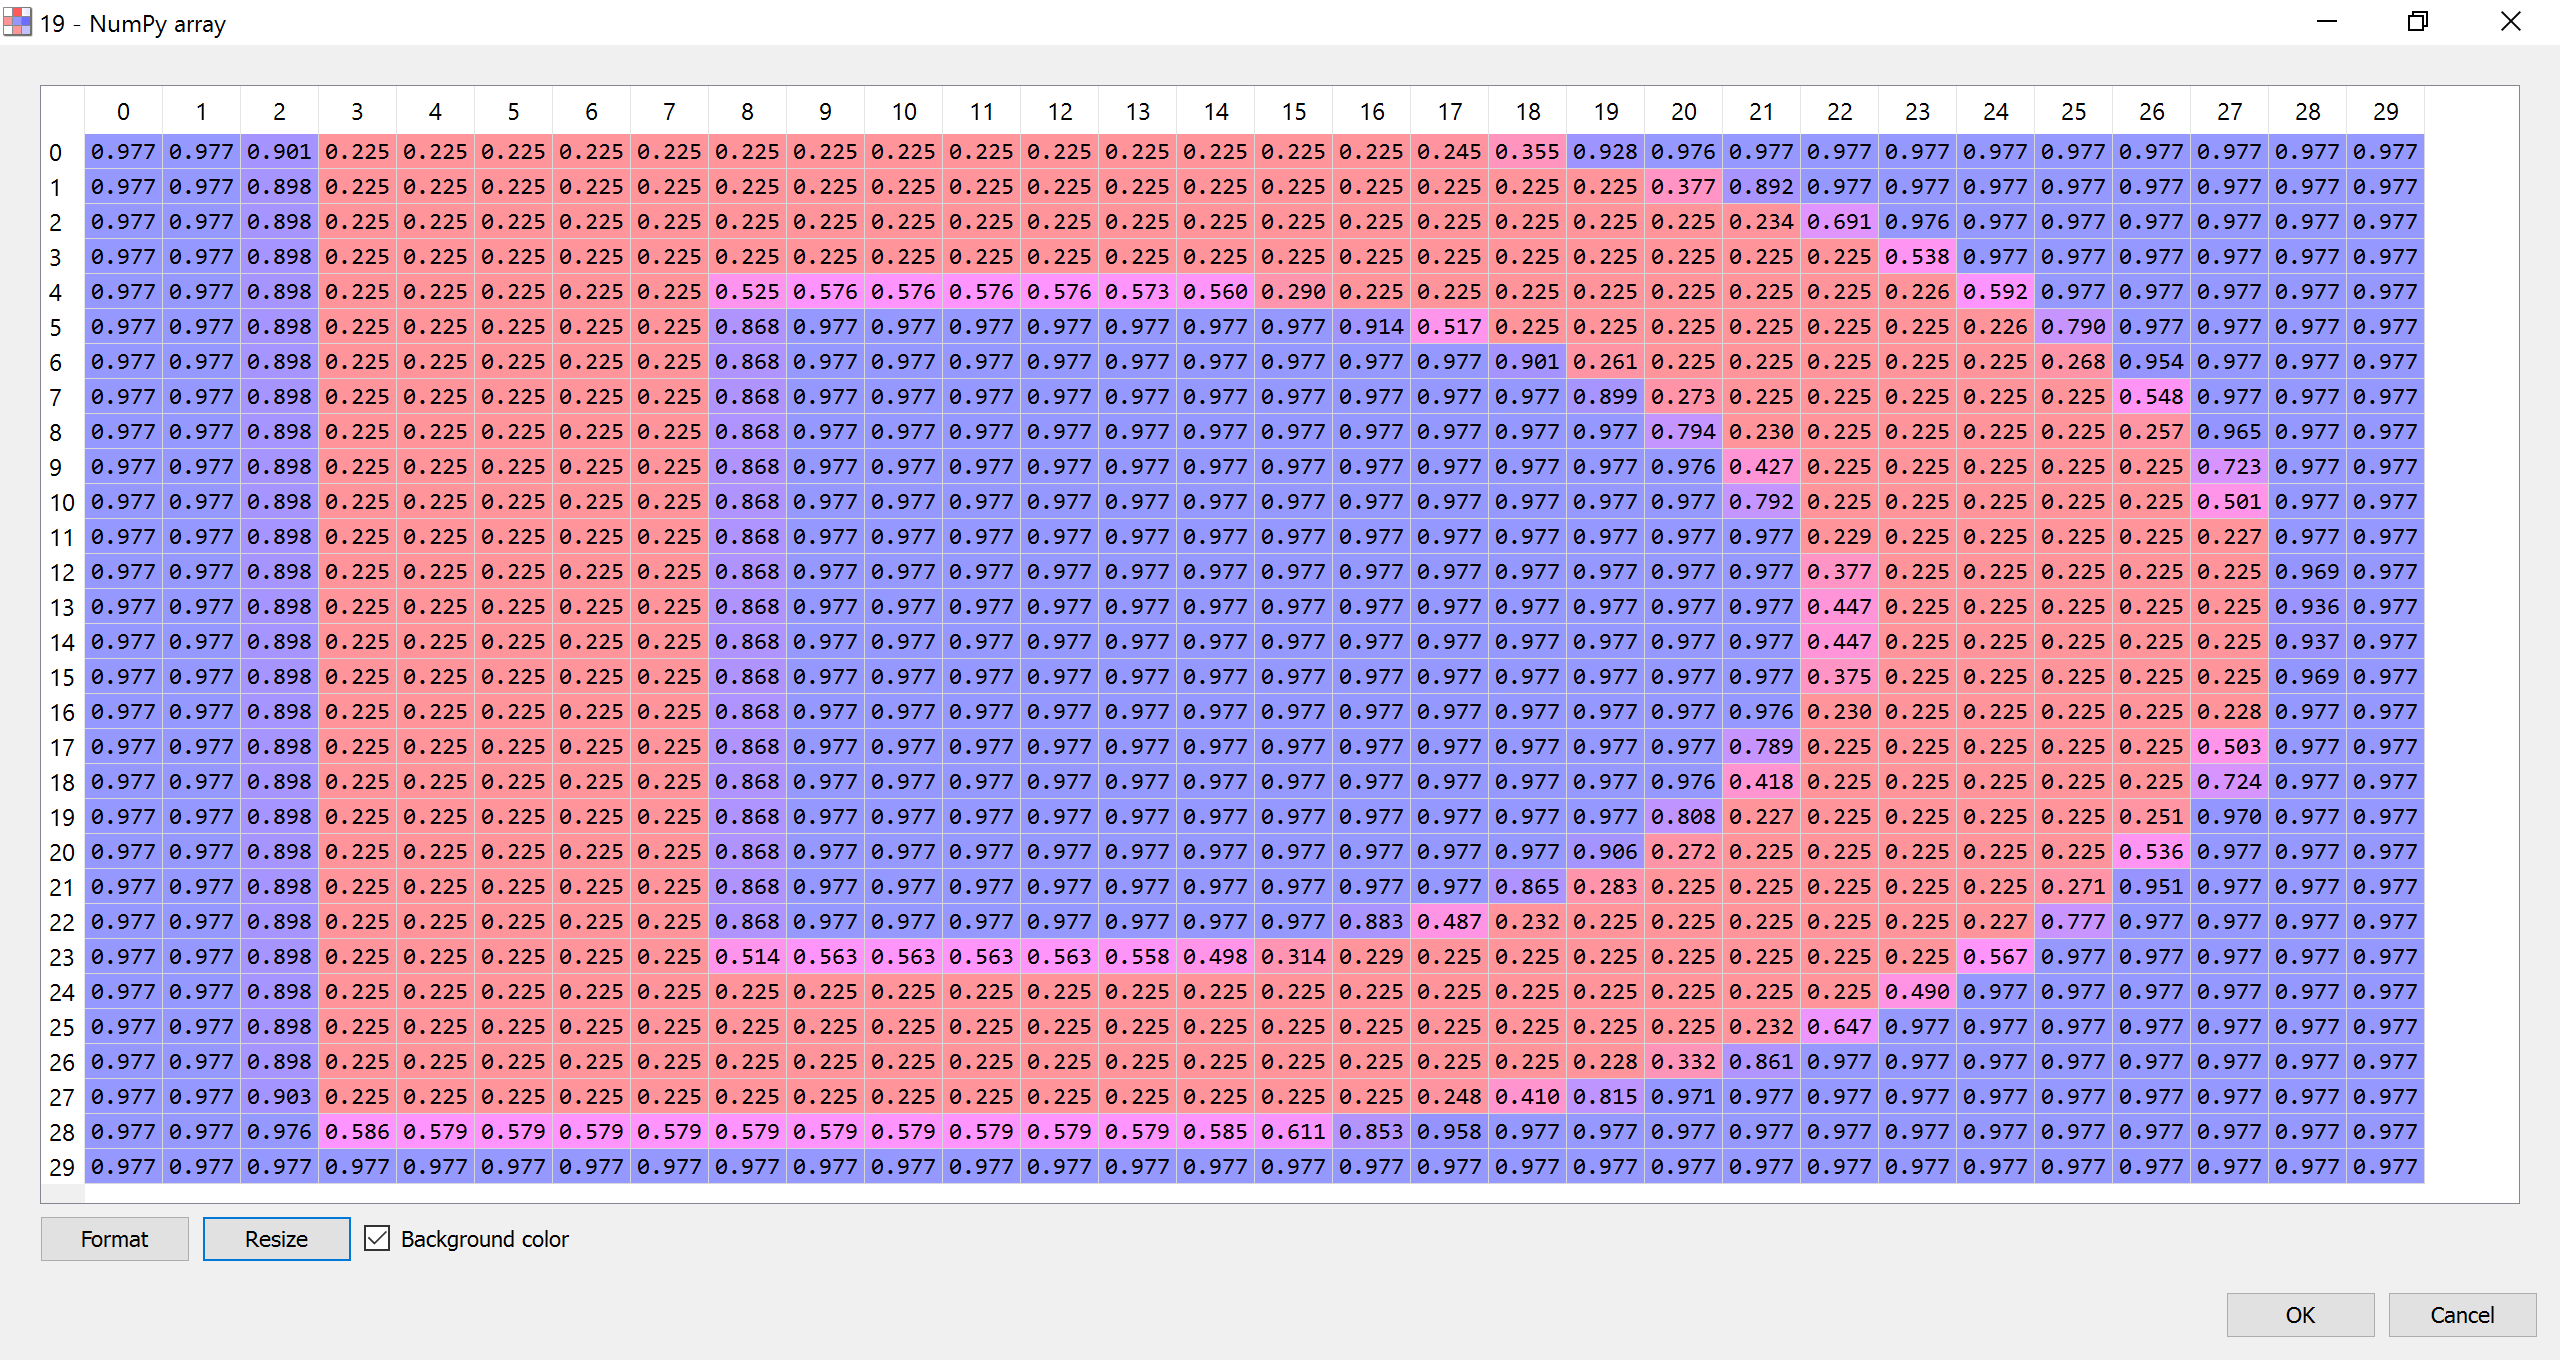 19 - NumPy array
0 1 2 3 4 5 6 7 8 9 10 11 12 13 14 15 16 17 18 19 20 21 22 23 24 25 26 27 28 29
0 0.977 0.977 0.901 0.225 0.225 0.225 0.225 0.225 0.225 0.225 0.225 0.225 0.225 0.225 0.225 0.225 0.225 0.245 0.355 0.928 0.976 0.977 0.977 0.977 0.977 0.977 0.977 0.977 0.977 0.977
1 0.977 0.977 0.898 0.225 0.225 0.225 0.225 0.225 0.225 0.225 0.225 0.225 0.225 0.225 0.225 0.225 0.225 0.225 0.225 0.225 0.377 0.892 0.977 0.977 0.977 0.977 0.977 0.977 0.977 0.977
2 0.977 0.977 0.898 0.225 0.225 0.225 0.225 0.225 0.225 0.225 0.225 0.225 0.225 0.225 0.225 0.225 0.225 0.225 0.225 0.225 0.225 0.234 0.691 0.976 0.977 0.977 0.977 0.977 0.977 0.977
3 0.977 0.977 0.898 0.225 0.225 0.225 0.225 0.225 0.225 0.225 0.225 0.225 0.225 0.225 0.225 0.225 0.225 0.225 0.225 0.225 0.225 0.225 0.225 0.538 0.977 0.977 0.977 0.977 0.977 0.977
4 0.977 0.977 0.898 0.225 0.225 0.225 0.225 0.225 0.525 0.576 0.576 0.576 0.576 0.573 0.560 0.290 0.225 0.225 0.225 0.225 0.225 0.225 0.225 0.226 0.592 0.977 0.977 0.977 0.977 0.977
5 0.977 0.977 0.898 0.225 0.225 0.225 0.225 0.225 0.868 0.977 0.977 0.977 0.977 0.977 0.977 0.977 0.914 0.517 0.225 0.225 0.225 0.225 0.225 0.225 0.226 0.790 0.977 0.977 0.977 0.977
6 0.977 0.977 0.898 0.225 0.225 0.225 0.225 0.225 0.868 0.977 0.977 0.977 0.977 0.977 0.977 0.977 0.977 0.977 0.901 0.261 0.225 0.225 0.225 0.225 0.225 0.268 0.954 0.977 0.977 0.977
7 0.977 0.977 0.898 0.225 0.225 0.225 0.225 0.225 0.868 0.977 0.977 0.977 0.977 0.977 0.977 0.977 0.977 0.977 0.977 0.899 0.273 0.225 0.225 0.225 0.225 0.225 0.548 0.977 0.977 0.977
8 0.977 0.977 0.898 0.225 0.225 0.225 0.225 0.225 0.868 0.977 0.977 0.977 0.977 0.977 0.977 0.977 0.977 0.977 0.977 0.977 0.794 0.230 0.225 0.225 0.225 0.225 0.257 0.965 0.977 0.977
9 0.977 0.977 0.898 0.225 0.225 0.225 0.225 0.225 0.868 0.977 0.977 0.977 0.977 0.977 0.977 0.977 0.977 0.977 0.977 0.977 0.976 0.427 0.225 0.225 0.225 0.225 0.225 0.723 0.977 0.977
10 0.977 0.977 0.898 0.225 0.225 0.225 0.225 0.225 0.868 0.977 0.977 0.977 0.977 0.977 0.977 0.977 0.977 0.977 0.977 0.977 0.977 0.792 0.225 0.225 0.225 0.225 0.225 0.501 0.977 0.977
11 0.977 0.977 0.898 0.225 0.225 0.225 0.225 0.225 0.868 0.977 0.977 0.977 0.977 0.977 0.977 0.977 0.977 0.977 0.977 0.977 0.977 0.977 0.229 0.225 0.225 0.225 0.225 0.227 0.977 0.977
12 0.977 0.977 0.898 0.225 0.225 0.225 0.225 0.225 0.868 0.977 0.977 0.977 0.977 0.977 0.977 0.977 0.977 0.977 0.977 0.977 0.977 0.977 0.377 0.225 0.225 0.225 0.225 0.225 0.969 0.977
13 0.977 0.977 0.898 0.225 0.225 0.225 0.225 0.225 0.868 0.977 0.977 0.977 0.977 0.977 0.977 0.977 0.977 0.977 0.977 0.977 0.977 0.977 0.447 0.225 0.225 0.225 0.225 0.225 0.936 0.977
14 0.977 0.977 0.898 0.225 0.225 0.225 0.225 0.225 0.868 0.977 0.977 0.977 0.977 0.977 0.977 0.977 0.977 0.977 0.977 0.977 0.977 0.977 0.447 0.225 0.225 0.225 0.225 0.225 0.937 0.977
15 0.977 0.977 0.898 0.225 0.225 0.225 0.225 0.225 0.868 0.977 0.977 0.977 0.977 0.977 0.977 0.977 0.977 0.977 0.977 0.977 0.977 0.977 0.375 0.225 0.225 0.225 0.225 0.225 0.969 0.977
16 0.977 0.977 0.898 0.225 0.225 0.225 0.225 0.225 0.868 0.977 0.977 0.977 0.977 0.977 0.977 0.977 0.977 0.977 0.977 0.977 0.977 0.976 0.230 0.225 0.225 0.225 0.225 0.228 0.977 0.977
17 0.977 0.977 0.898 0.225 0.225 0.225 0.225 0.225 0.868 0.977 0.977 0.977 0.977 0.977 0.977 0.977 0.977 0.977 0.977 0.977 0.977 0.789 0.225 0.225 0.225 0.225 0.225 0.503 0.977 0.977
18 0.977 0.977 0.898 0.225 0.225 0.225 0.225 0.225 0.868 0.977 0.977 0.977 0.977 0.977 0.977 0.977 0.977 0.977 0.977 0.977 0.976 0.418 0.225 0.225 0.225 0.225 0.225 0.724 0.977 0.977
19 0.977 0.977 0.898 0.225 0.225 0.225 0.225 0.225 0.868 0.977 0.977 0.977 0.977 0.977 0.977 0.977 0.977 0.977 0.977 0.977 0.808 0.227 0.225 0.225 0.225 0.225 0.251 0.970 0.977 0.977
20 0.977 0.977 0.898 0.225 0.225 0.225 0.225 0.225 0.868 0.977 0.977 0.977 0.977 0.977 0.977 0.977 0.977 0.977 0.977 0.906 0.272 0.225 0.225 0.225 0.225 0.225 0.536 0.977 0.977 0.977
21 0.977 0.977 0.898 0.225 0.225 0.225 0.225 0.225 0.868 0.977 0.977 0.977 0.977 0.977 0.977 0.977 0.977 0.977 0.865 0.283 0.225 0.225 0.225 0.225 0.225 0.271 0.951 0.977 0.977 0.977
22 0.977 0.977 0.898 0.225 0.225 0.225 0.225 0.225 0.868 0.977 0.977 0.977 0.977 0.977 0.977 0.977 0.883 0.487 0.232 0.225 0.225 0.225 0.225 0.225 0.227 0.777 0.977 0.977 0.977 0.977
23 0.977 0.977 0.898 0.225 0.225 0.225 0.225 0.225 0.514 0.563 0.563 0.563 0.563 0.558 0.498 0.314 0.229 0.225 0.225 0.225 0.225 0.225 0.225 0.225 0.567 0.977 0.977 0.977 0.977 0.977
24 0.977 0.977 0.898 0.225 0.225 0.225 0.225 0.225 0.225 0.225 0.225 0.225 0.225 0.225 0.225 0.225 0.225 0.225 0.225 0.225 0.225 0.225 0.225 0.490 0.977 0.977 0.977 0.977 0.977 0.977
25 0.977 0.977 0.898 0.225 0.225 0.225 0.225 0.225 0.225 0.225 0.225 0.225 0.225 0.225 0.225 0.225 0.225 0.225 0.225 0.225 0.225 0.232 0.647 0.977 0.977 0.977 0.977 0.977 0.977 0.977
26 0.977 0.977 0.898 0.225 0.225 0.225 0.225 0.225 0.225 0.225 0.225 0.225 0.225 0.225 0.225 0.225 0.225 0.225 0.225 0.228 0.332 0.861 0.977 0.977 0.977 0.977 0.977 0.977 0.977 0.977
27 0.977 0.977 0.903 0.225 0.225 0.225 0.225 0.225 0.225 0.225 0.225 0.225 0.225 0.225 0.225 0.225 0.225 0.248 0.410 0.815 0.971 0.977 0.977 0.977 0.977 0.977 0.977 0.977 0.977 0.977
28 0.977 0.977 0.976 0.586 0.579 0.579 0.579 0.579 0.579 0.579 0.579 0.579 0.579 0.579 0.585 0.611 0.853 0.958 0.977 0.977 0.977 0.977 0.977 0.977 0.977 0.977 0.977 0.977 0.977 0.977
29 0.977 0.977 0.977 0.977 0.977 0.977 0.977 0.977 0.977 0.977 0.977 0.977 0.977 0.977 0.977 0.977 0.977 0.977 0.977 0.977 0.977 0.977 0.977 0.977 0.977 0.977 0.977 0.977 0.977 0.977
Format Resize Background color
OK Cancel